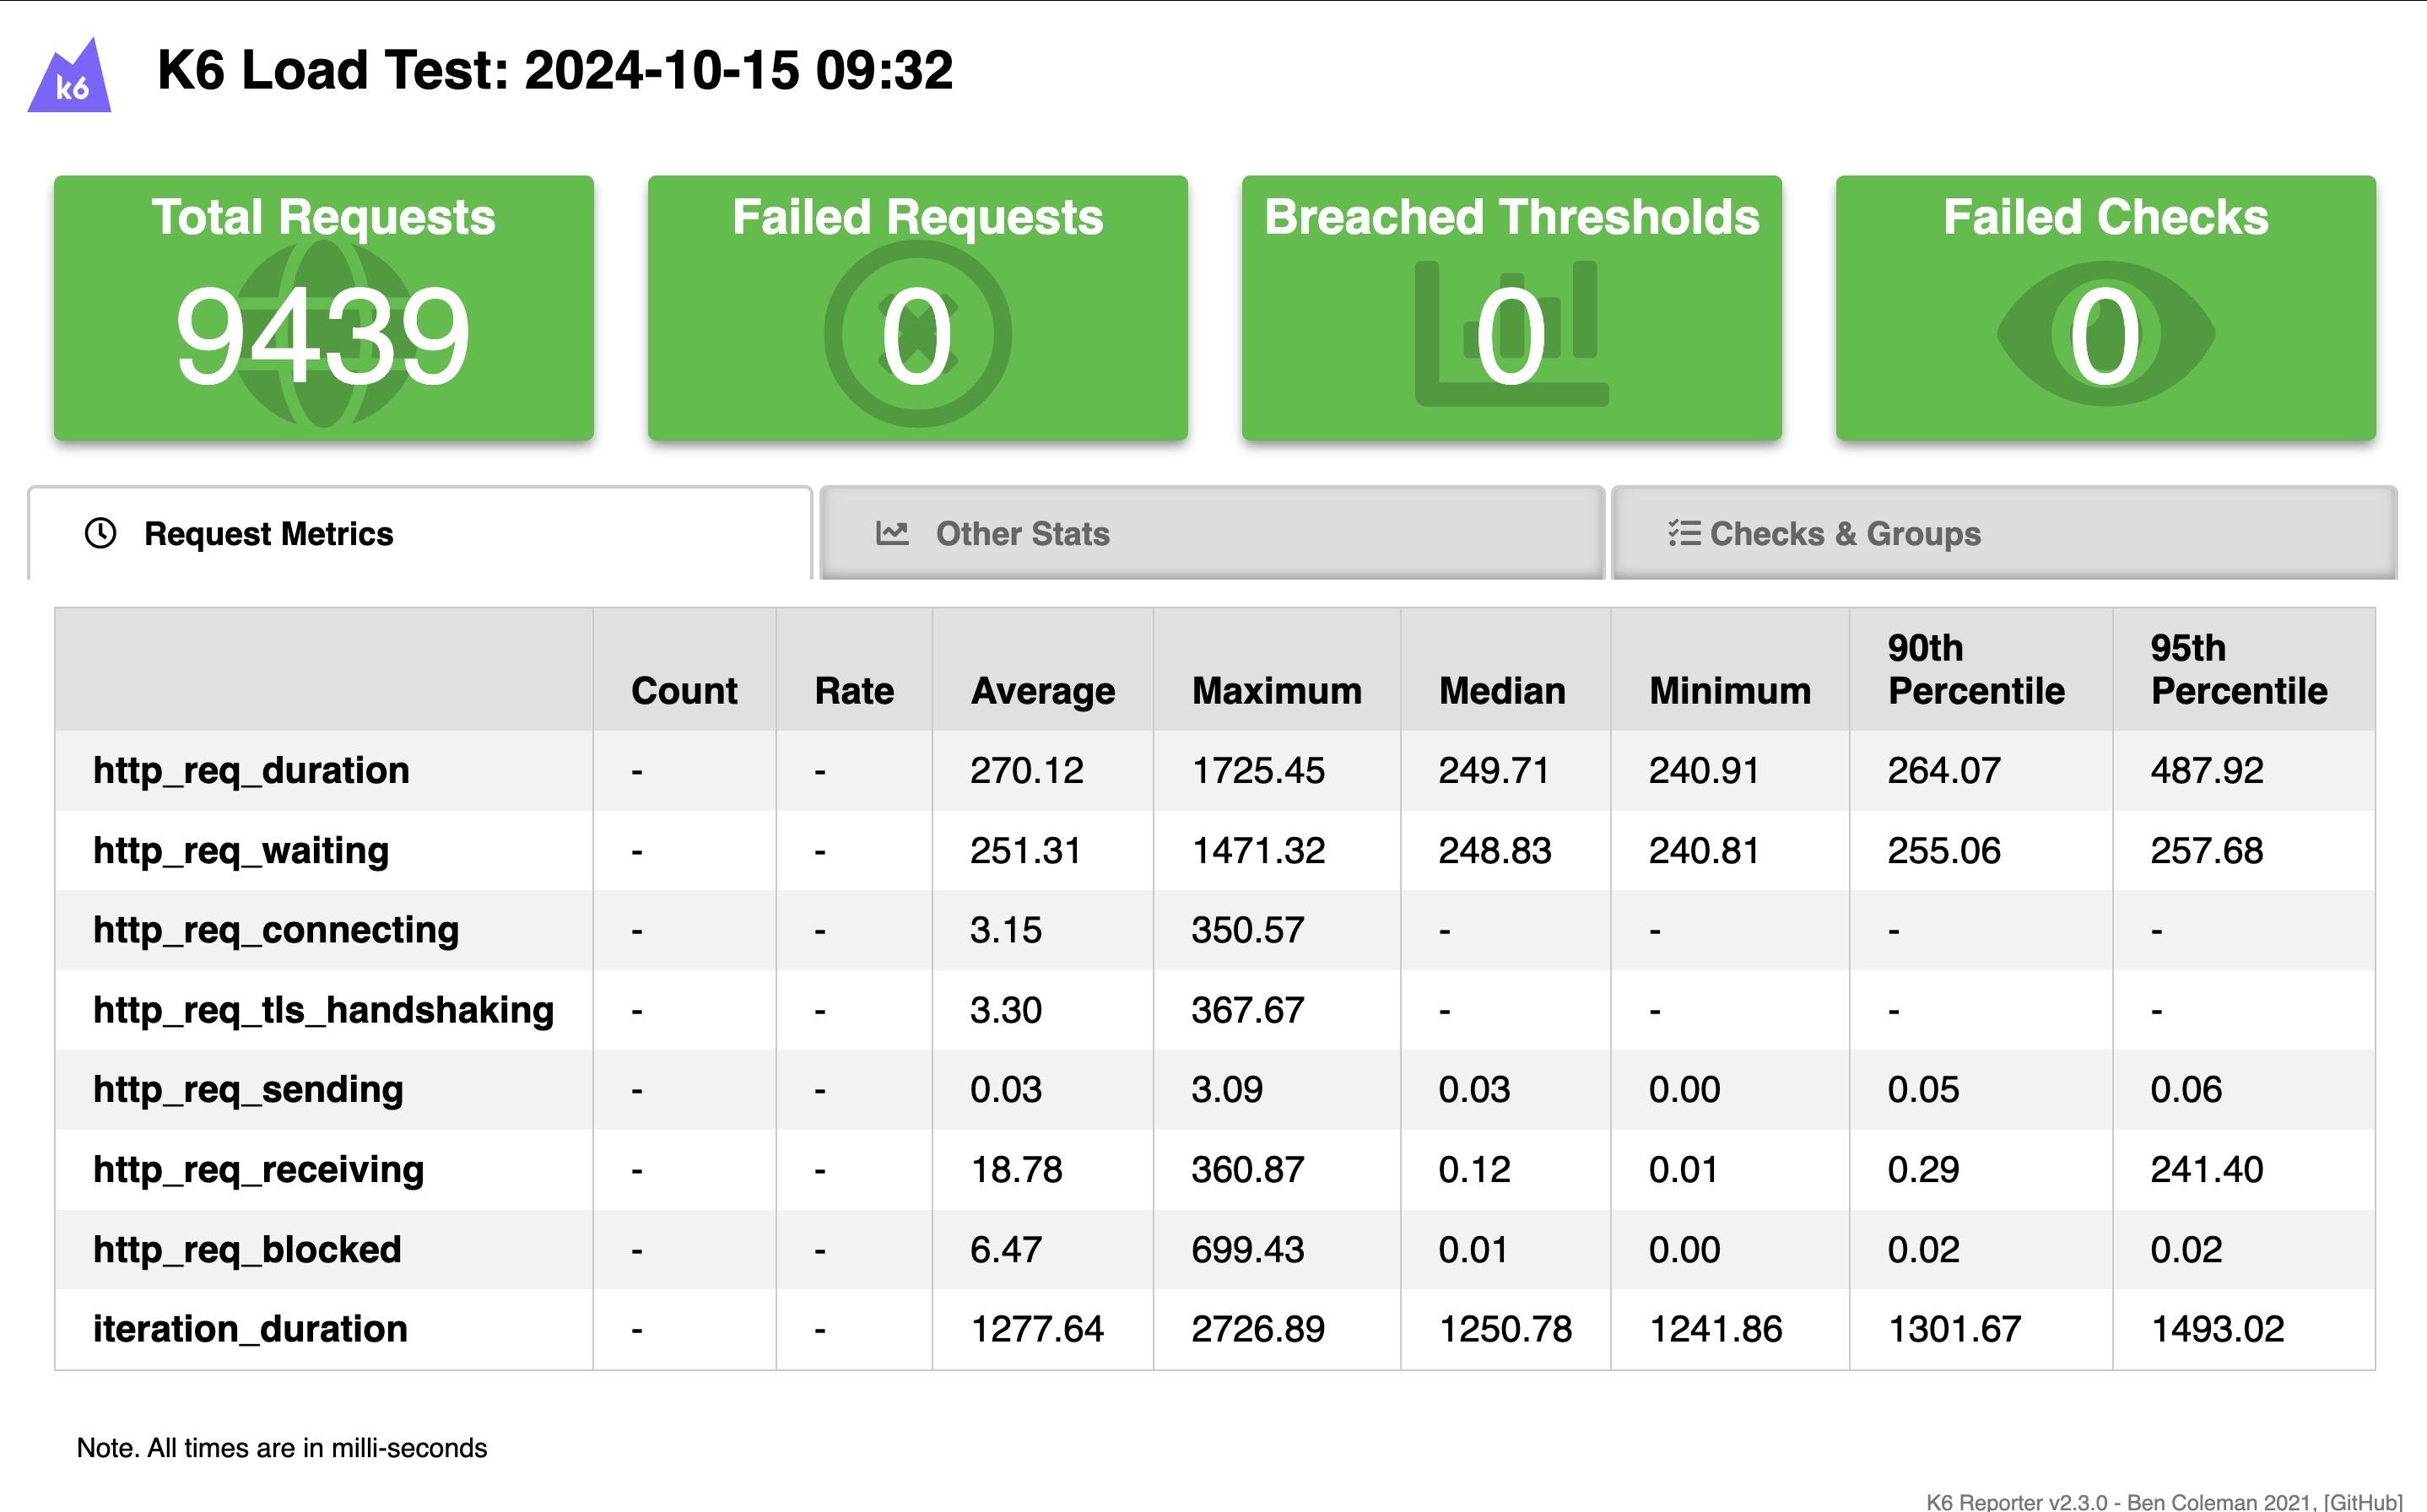 k6
K6 Load Test: 2024-10-15 09:32
Total Requests
9439
Failed Requests
0
Breached Thresholds
0
Failed Checks
0
Request Metrics
Other Stats
Checks & Groups
Count Rate Average Maximum Median Minimum 90th Percentile 95th Percentile
http_req_duration - - 270.12 1725.45 249.71 240.91 264.07 487.92
http_req_waiting - - 251.31 1471.32 248.83 240.81 255.06 257.68
http_req_connecting - - 3.15 350.57 - - - -
http_req_tls_handshaking - - 3.30 367.67 - - - -
http_req_sending - - 0.03 3.09 0.03 0.00 0.05 0.06
http_req_receiving - - 18.78 360.87 0.12 0.01 0.29 241.40
http_req_blocked - - 6.47 699.43 0.01 0.00 0.02 0.02
iteration_duration - - 1277.64 2726.89 1250.78 1241.86 1301.67 1493.02
Note. All times are in milli-seconds
K6 Reporter v2.3.0 - Ben Coleman 2021, [GitHub]